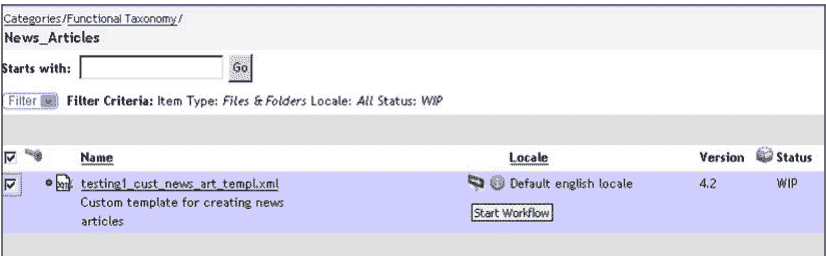 Categories/Functional Taxonomy/
News_Articles
Starts with: Go
Filter Filter Criteria: Item Type: Files & Folders Locale: All Status: WIP
Name Locale Version Status
testing1_cust_news_art_templ.xml Default english locale 4.2 WIP
Custom template for creating news
Start Workflow
articles